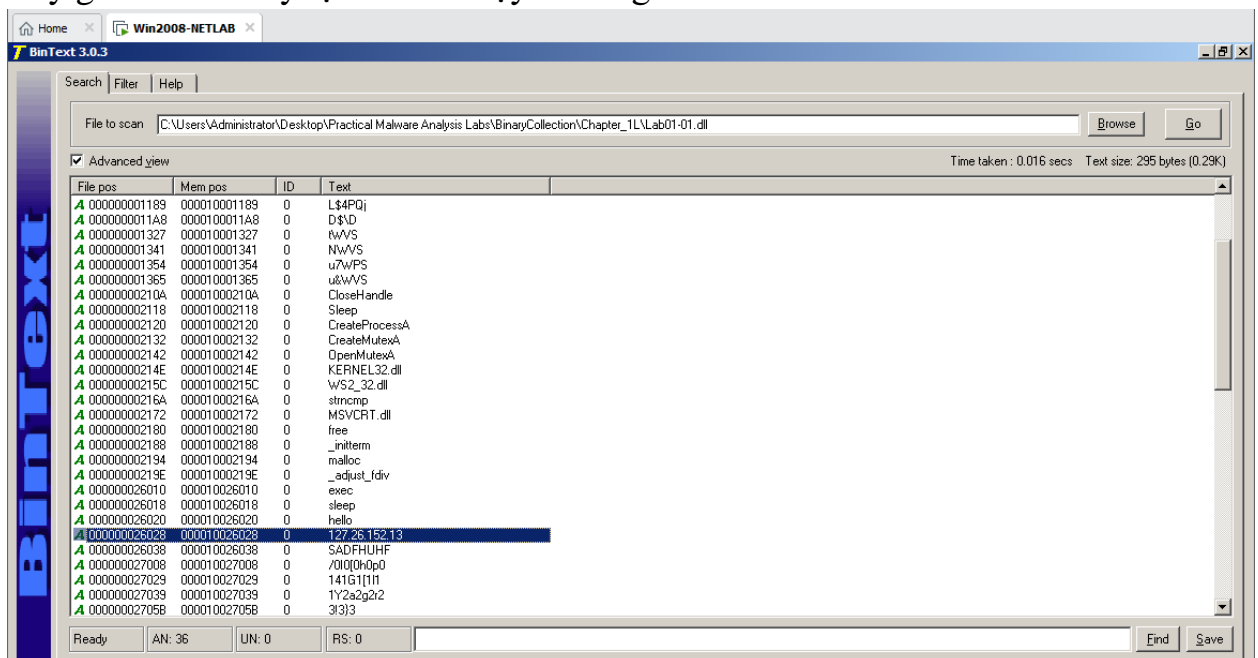 Home × Win2008-NETLAB ×
BinText 3.0.3
Search Filter Help
File to scan C:\Users\Administrator\Desktop\Practical Malware Analysis Labs\BinaryCollection\Chapter_1L\Lab01-01.dll Browse Go
Advanced view Time taken : 0.016 secs Text size: 295 bytes (0.29K)
File pos Mem pos ID Text
A 000000001189 000010001189 0 L$4PQj
A 0000000011A8 0000100011A8 0 D$\D
A 000000001327 000010001327 0 tWVS
A 000000001341 000010001341 0 NWVS
A 000000001354 000010001354 0 u7WPS
A 000000001365 000010001365 0 u&WVS
A 00000000210A 00001000210A 0 CloseHandle
A 000000002118 000010002118 0 Sleep
A 000000002120 000010002120 0 CreateProcessA
A 000000002132 000010002132 0 CreateMutexA
A 000000002142 000010002142 0 OpenMutexA
A 00000000214E 00001000214E 0 KERNEL32.dll
A 00000000215C 00001000215C 0 WS2_32.dll
A 00000000216A 00001000216A 0 strncmp
A 000000002172 000010002172 0 MSVCRT.dll
A 000000002180 000010002180 0 free
A 000000002188 000010002188 0 _initterm
A 000000002194 000010002194 0 malloc
A 00000000219E 00001000219E 0 _adjust_fdiv
A 000000026010 000010026010 0 exec
A 000000026018 000010026018 0 sleep
A 000000026020 000010026020 0 hello
A 000000026028 000010026028 0 127.26.152.13
A 000000026038 000010026038 0 SADFHUHF
A 000000027008 000010027008 0 /0I0[0h0p0
A 000000027029 000010027029 0 141G1[1l1
A 000000027039 000010027039 0 1Y2a2g2r2
A 00000002705B 00001002705B 0 3!3}3
Ready AN: 36 UN: 0 RS: 0 Find Save
BinText